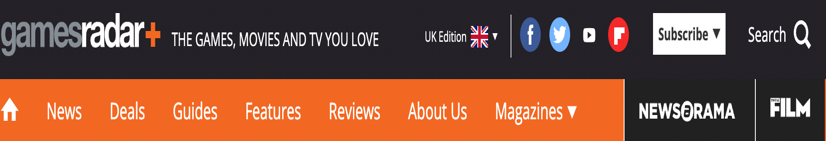 gamesradar+ THE GAMES, MOVIES AND TV YOU LOVE UK Edition ▼ Subscribe ▼ Search
News Deals Guides Features Reviews About Us Magazines ▼ NEWSARAMA FILM